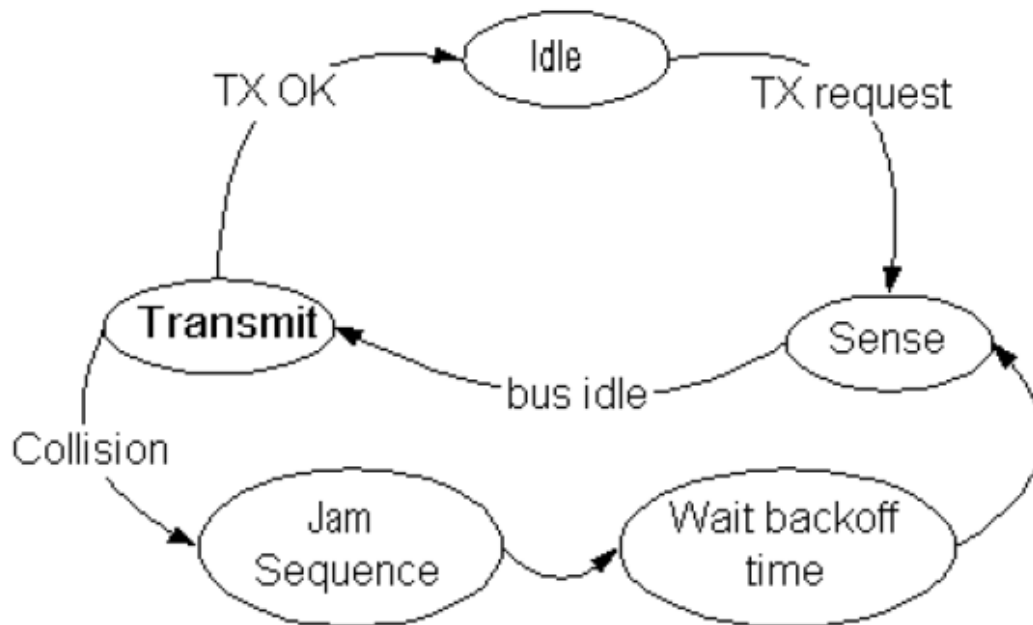 Idle
TX OK
TX request
Transmit
Sense
bus idle
Collision
Jam
Sequence
Wait backoff
time